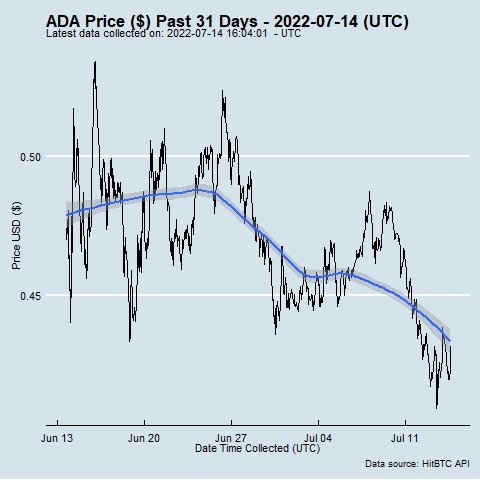 ADA Price ($) Past 31 Days - 2022-07-14 (UTC)
Latest data collected on: 2022-07-14 16:04:01 - UTC
0.50
Price USD ($)
0.45
Jun 13 Jun 20 Jun 27 Jul 04 Jul 11
Date Time Collected (UTC)
Data source: HitBTC API